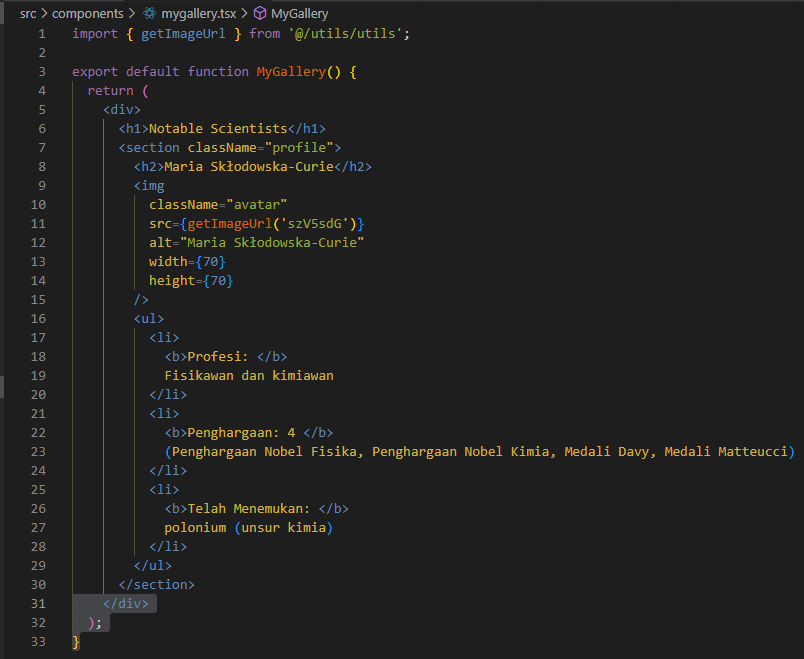 src > components > mygallery.tsx > MyGallery
1 import { getImageUrl } from '@/utils/utils';
2
3 export default function MyGallery() {
4   return (
5     <div>
6       <h1>Notable Scientists</h1>
7       <section className="profile">
8         <h2>Maria Skłodowska-Curie</h2>
9         <img
10           className="avatar"
11           src={getImageUrl('szV5sdG')}
12           alt="Maria Skłodowska-Curie"
13           width={70}
14           height={70}
15         />
16         <ul>
17           <li>
18             <b>Profesi: </b>
19             Fisikawan dan kimiawan
20           </li>
21           <li>
22             <b>Penghargaan: 4 </b>
23             (Penghargaan Nobel Fisika, Penghargaan Nobel Kimia, Medali Davy, Medali Matteucci)
24           </li>
25           <li>
26             <b>Telah Menemukan: </b>
27             polonium (unsur kimia)
28           </li>
29         </ul>
30       </section>
31     </div>
32   );
33 }